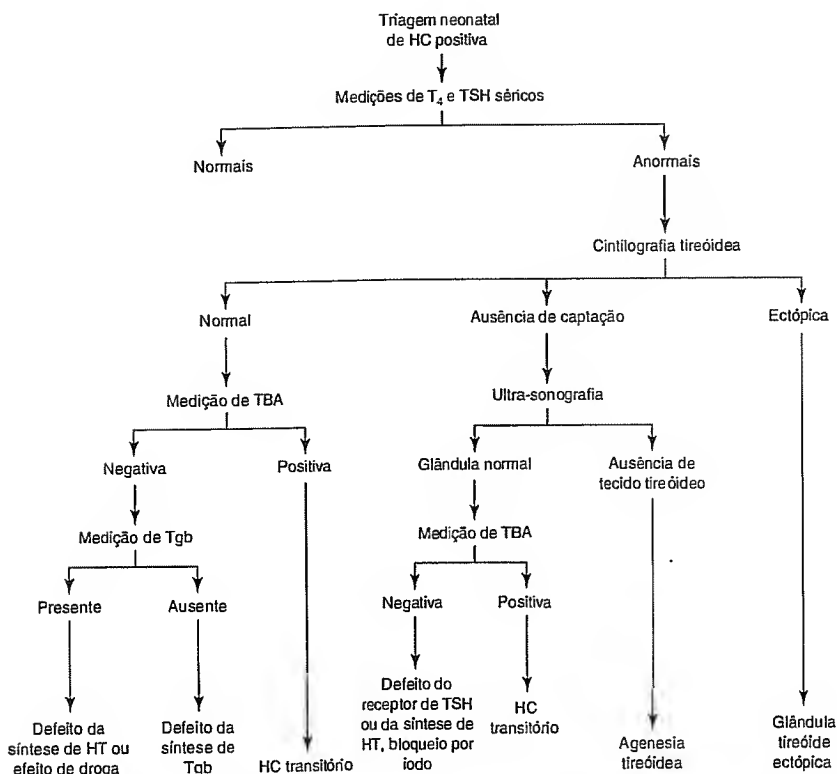 Triagem neonatal
de HC positiva
Medições de T₄ e TSH séricos
Normais
Anormais
Cintilografia tireóidea
Normal
Ausência de captação
Ectópica
Medição de TBA
Ultra-sonografia
Negativa
Positiva
Glândula normal
Ausência de
tecido tireóideo
Medição de Tgb
Medição de TBA
Presente
Ausente
Negativa
Positiva
Defeito da
síntese de HT ou
efeito de droga
Defeito da
síntese de
Tgb
HC transitório
Defeito do
receptor de TSH
ou da síntese de
HT, bloqueio por
iodo
HC
transitório
Agenesia
tireóidea
Glândula
tireóide
ectópica